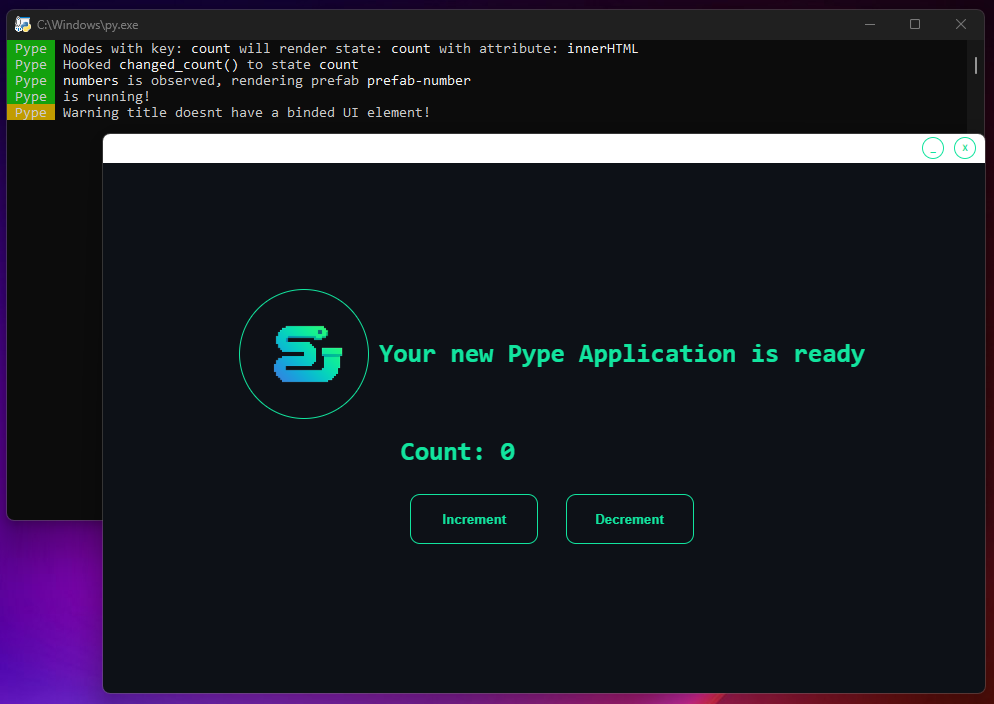 C:\Windows\py.exe
Pype Nodes with key: count will render state: count with attribute: innerHTML
Pype Hooked changed_count() to state count
Pype numbers is observed, rendering prefab prefab-number
Pype is running!
Pype Warning title doesnt have a binded UI element!
_ x
Your new Pype Application is ready
Count: 0
Increment Decrement